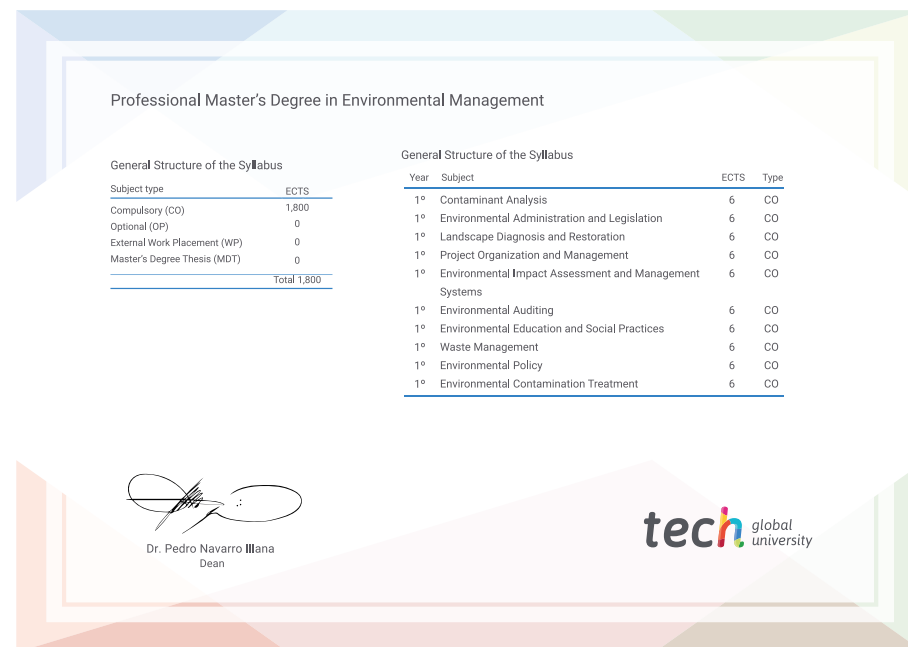 Professional Master's Degree in Environmental Management
General Structure of the Syllabus
Subject type ECTS
Compulsory (CO) 1,800
Optional (OP) 0
External Work Placement (WP) 0
Master's Degree Thesis (MDT) 0
Total 1,800
General Structure of the Syllabus
Year Subject ECTS Type
1º Contaminant Analysis 6 CO
1º Environmental Administration and Legislation 6 CO
1º Landscape Diagnosis and Restoration 6 CO
1º Project Organization and Management 6 CO
1º Environmental Impact Assessment and Management 6 CO
Systems
1º Environmental Auditing 6 CO
1º Environmental Education and Social Practices 6 CO
1º Waste Management 6 CO
1º Environmental Policy 6 CO
1º Environmental Contamination Treatment 6 CO
Dr. Pedro Navarro Illana
Dean
tech global
university